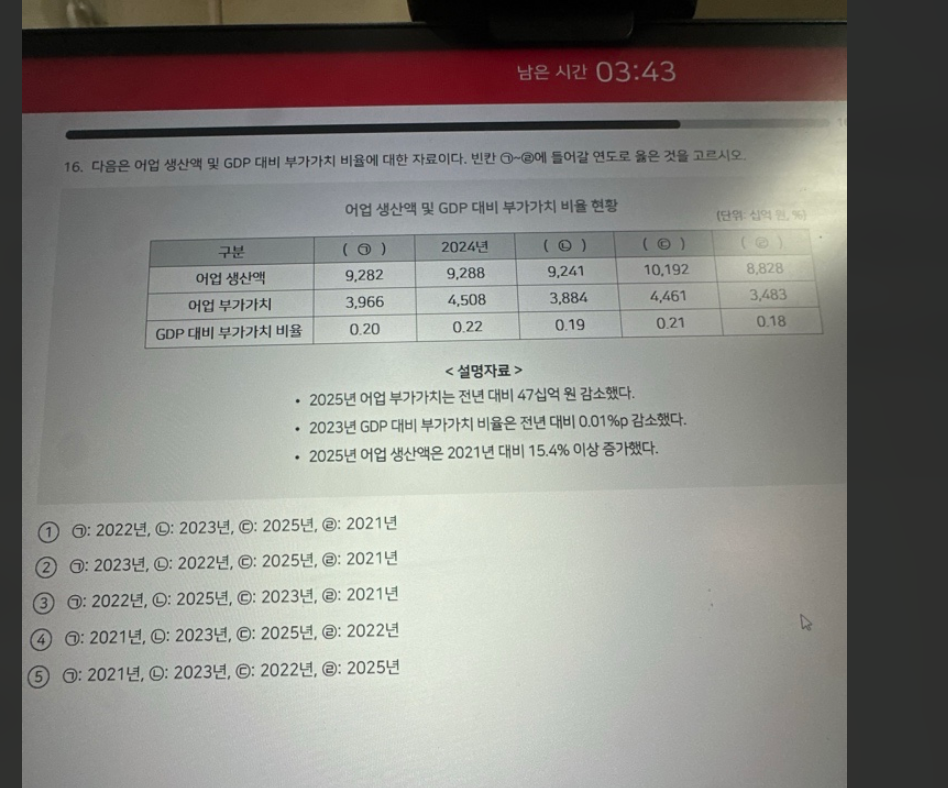 남은 시간 03:43
16. 다음은 어업 생산액 및 GDP 대비 부가가치 비율에 대한 자료이다. 빈칸 ㉠~㉣에 들어갈 연도로 옳은 것을 고르시오.
어업 생산액 및 GDP 대비 부가가치 비율 현황
(단위: 십억 원, %)
구분 ( ㉠ ) 2024년 ( ㉡ ) ( ㉢ ) ( ㉣ )
어업 생산액 9,282 9,288 9,241 10,192 8,828
어업 부가가치 3,966 4,508 3,884 4,461 3,483
GDP 대비 부가가치 비율 0.20 0.22 0.19 0.21 0.18
< 설명자료 >
• 2025년 어업 부가가치는 전년 대비 47십억 원 감소했다.
• 2023년 GDP 대비 부가가치 비율은 전년 대비 0.01%p 감소했다.
• 2025년 어업 생산액은 2021년 대비 15.4% 이상 증가했다.
① ㉠: 2022년, ㉡: 2023년, ㉢: 2025년, ㉣: 2021년
② ㉠: 2023년, ㉡: 2022년, ㉢: 2025년, ㉣: 2021년
③ ㉠: 2022년, ㉡: 2025년, ㉢: 2023년, ㉣: 2021년
④ ㉠: 2021년, ㉡: 2023년, ㉢: 2025년, ㉣: 2022년
⑤ ㉠: 2021년, ㉡: 2023년, ㉢: 2022년, ㉣: 2025년